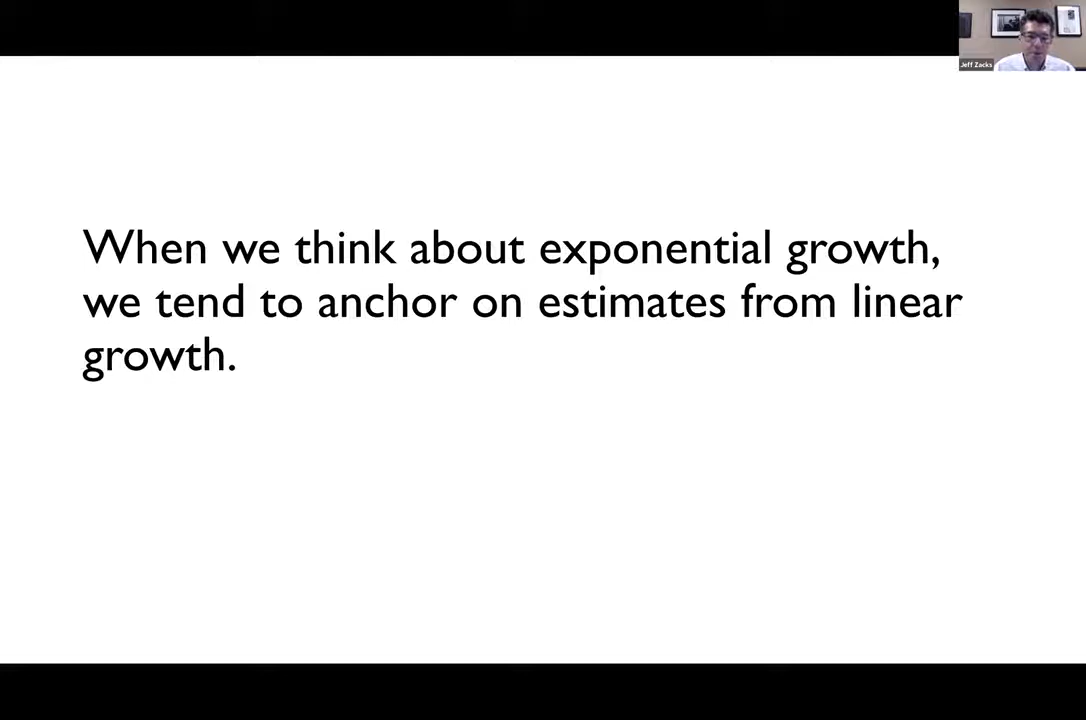 Jeff Zacks
When we think about exponential growth,
we tend to anchor on estimates from linear
growth.